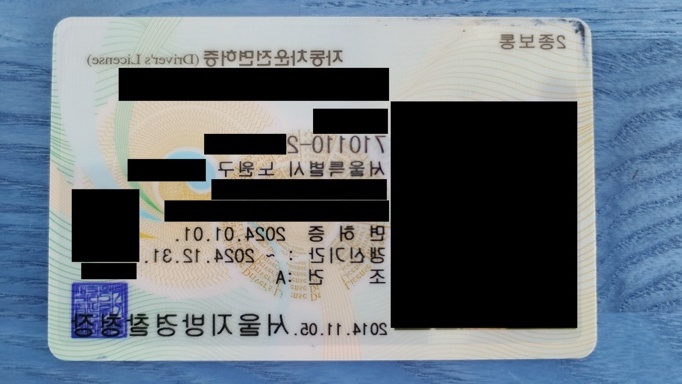 2종보통
자동차운전면허증 (Driver's License)
710110-2
서울특별시 노원구
면 허 증 2024.01.01.
갱신기간 : ~ 2024.12.31.
조 건 :A
2014.11.05. 서울지방경찰청장